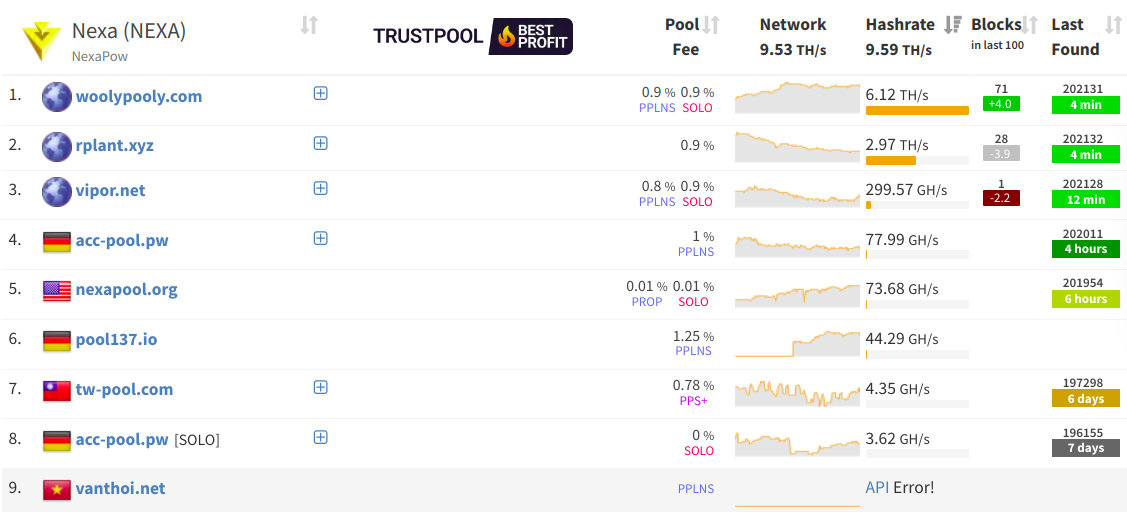 Nexa (NEXA)
NexaPow
TRUSTPOOL BEST PROFIT
Pool Fee
Network 9.53 TH/s
Hashrate 9.59 TH/s
Blocks in last 100
Last Found
1. woolypooly.com 0.9 % PPLNS 0.9 % SOLO 6.12 TH/s 71 +4.0 202131 4 min
2. rplant.xyz 0.9 % 2.97 TH/s 28 -3.9 202132 4 min
3. vipor.net 0.8 % PPLNS 0.9 % SOLO 299.57 GH/s 1 -2.2 202128 12 min
4. acc-pool.pw 1 % PPLNS 77.99 GH/s 202011 4 hours
5. nexapool.org 0.01 % PROP 0.01 % SOLO 73.68 GH/s 201954 6 hours
6. pool137.io 1.25 % PPLNS 44.29 GH/s
7. tw-pool.com 0.78 % PPS+ 4.35 GH/s 197298 6 days
8. acc-pool.pw [SOLO] 0 % SOLO 3.62 GH/s 196155 7 days
9. vanthoi.net PPLNS API Error!